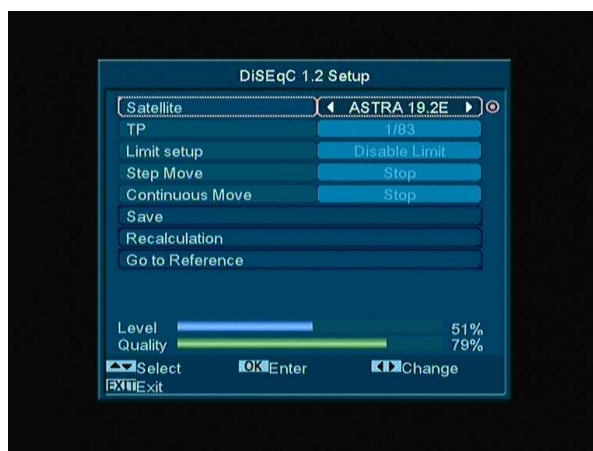 DiSEqC 1.2 Setup
Satellite ASTRA 19.2E
TP 1/83
Limit setup Disable Limit
Step Move Stop
Continuous Move Stop
Save
Recalculation
Go to Reference
Level 51%
Quality 79%
Select OK Enter Change
EXIT Exit